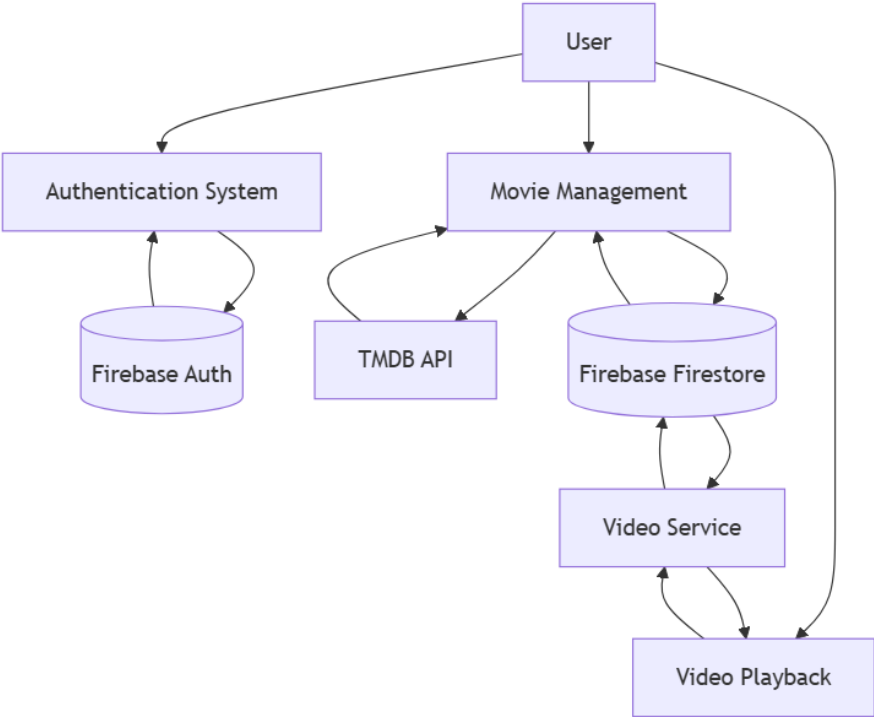 User
Authentication System
Movie Management
Firebase Auth
TMDB API
Firebase Firestore
Video Service
Video Playback